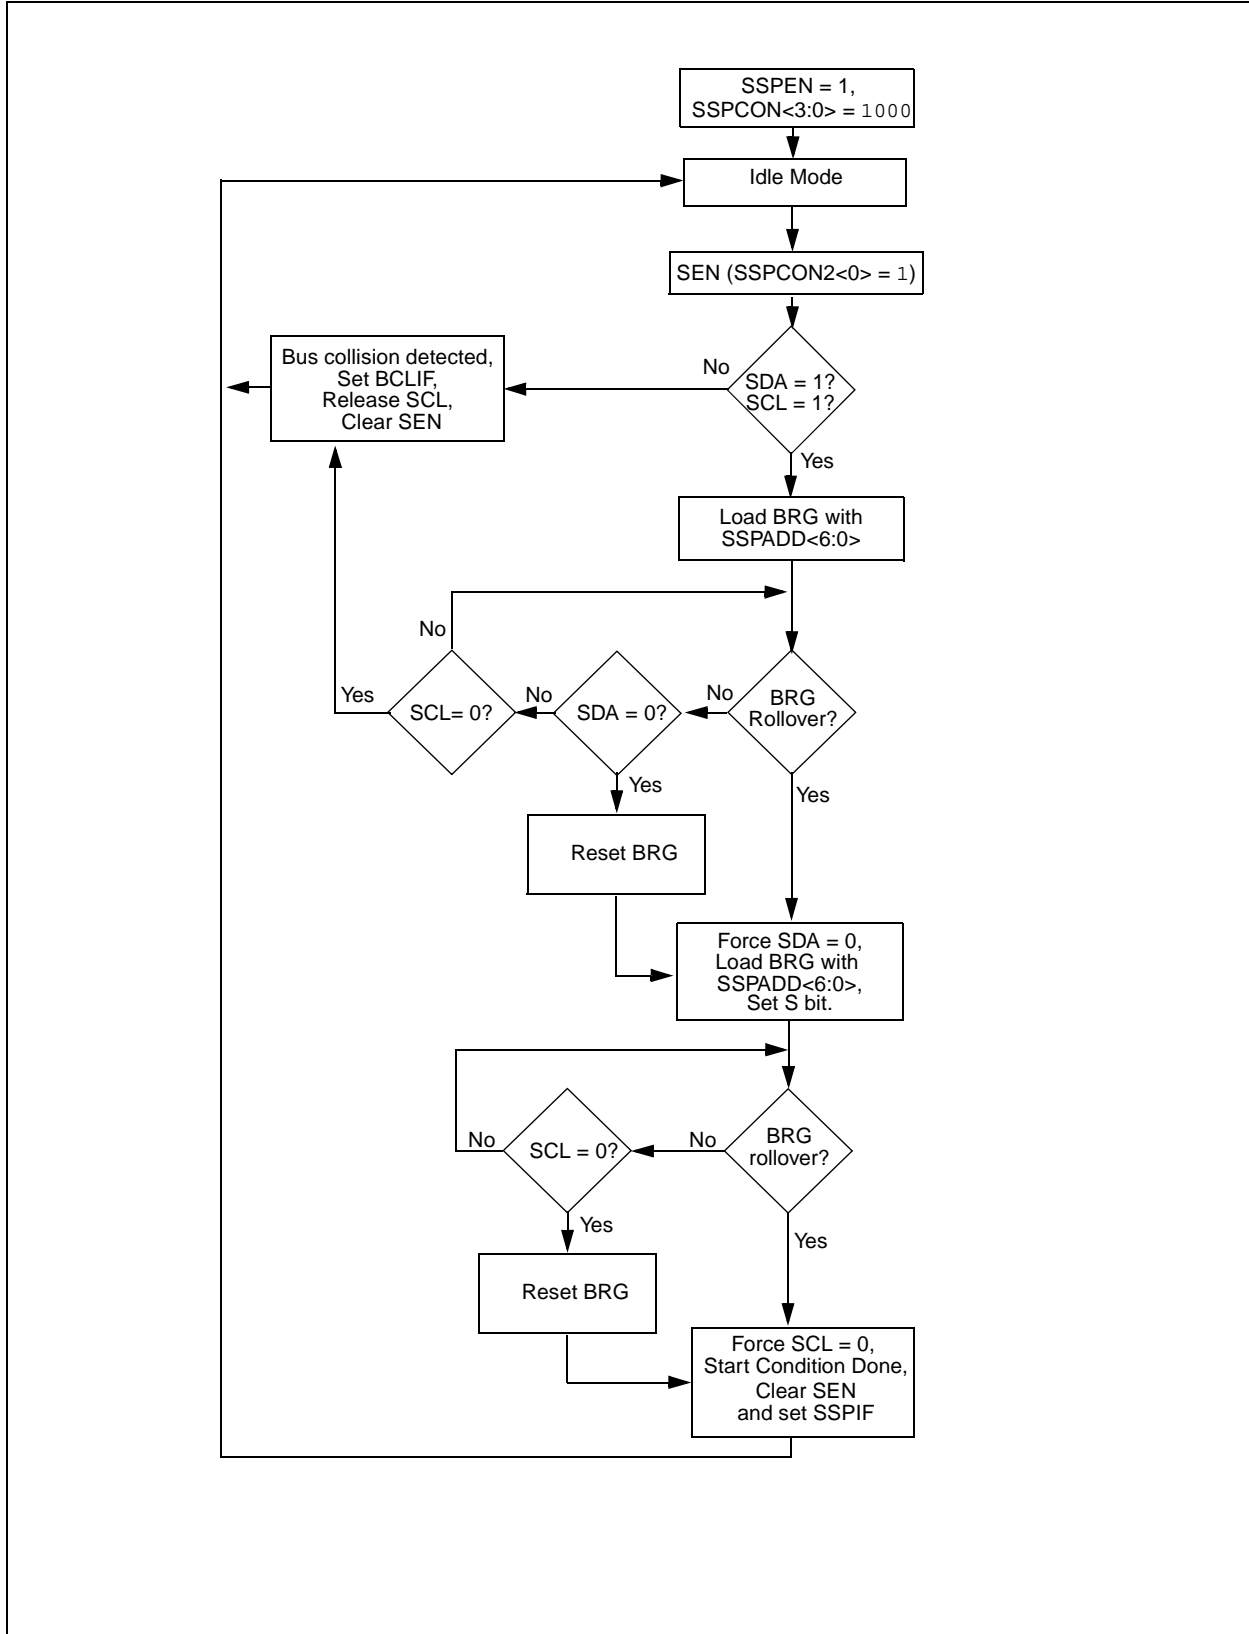 SSPEN = 1,
SSPCON<3:0> = 1000
Idle Mode
SEN (SSPCON2<0> = 1)
Bus collision detected,
Set BCLIF,
Release SCL,
Clear SEN
No
SDA = 1?
SCL = 1?
Yes
Load BRG with
SSPADD<6:0>
No
Yes
SCL= 0?
No
SDA = 0?
No
BRG
Rollover?
Yes
Yes
Reset BRG
Force SDA = 0,
Load BRG with
SSPADD<6:0>,
Set S bit.
No
SCL = 0?
No
BRG
rollover?
Yes
Yes
Reset BRG
Force SCL = 0,
Start Condition Done,
Clear SEN
and set SSPIF